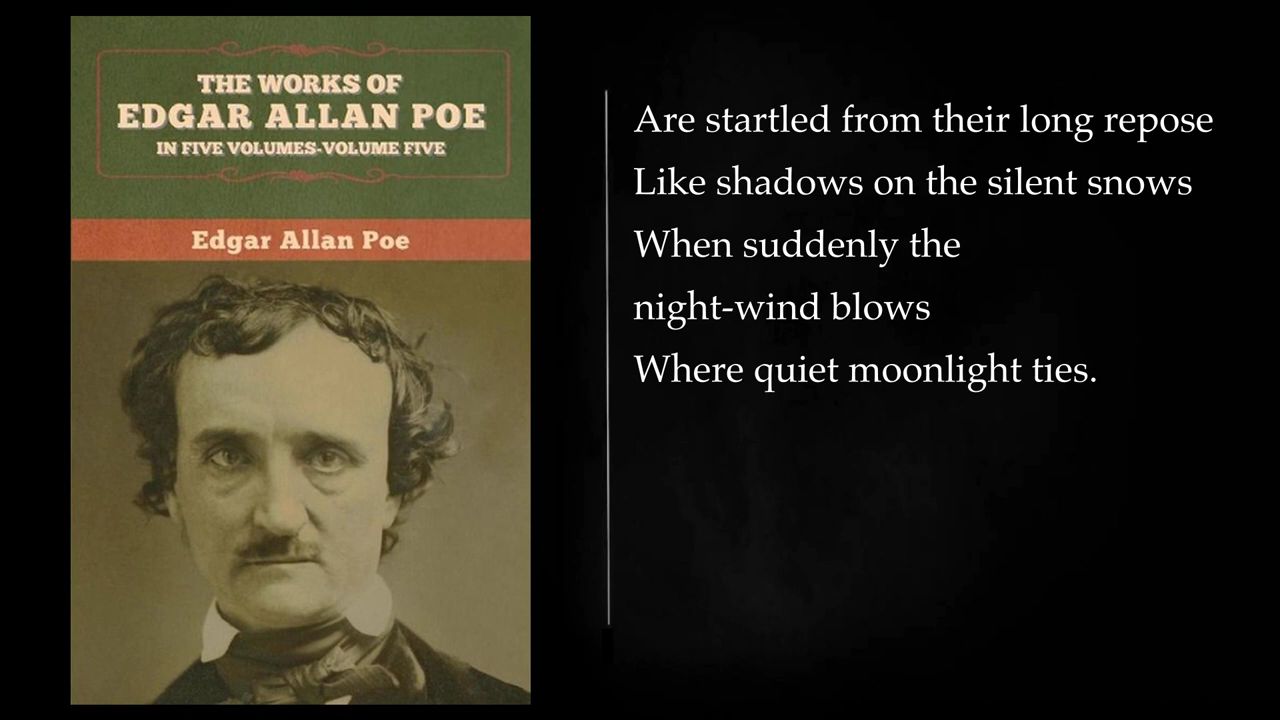 THE WORKS OF
EDGAR ALLAN POE
IN FIVE VOLUMES-VOLUME FIVE
Edgar Allan Poe
Are startled from their long repose
Like shadows on the silent snows
When suddenly the
night-wind blows
Where quiet moonlight ties.